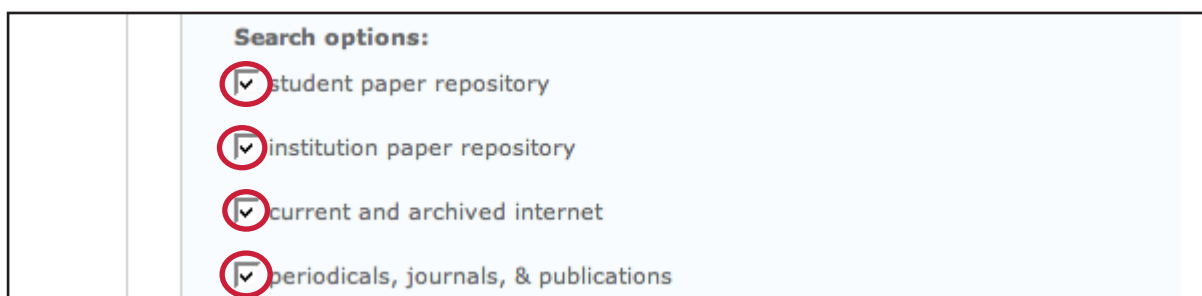 Search options:
student paper repository
institution paper repository
current and archived internet
periodicals, journals, & publications